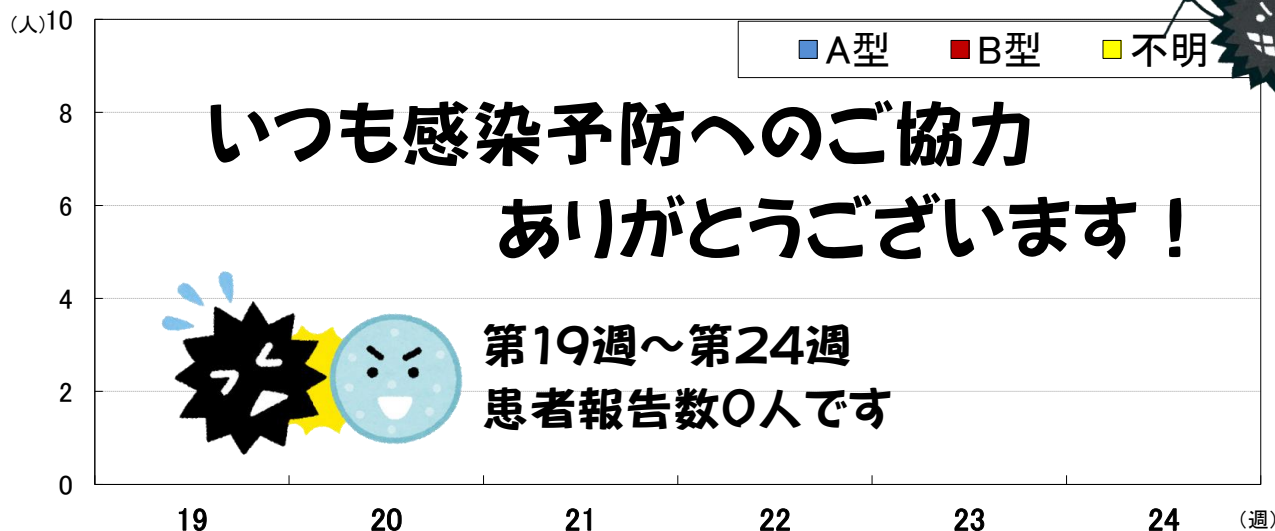 (人)
10
A型 B型 不明
8
いつも感染予防へのご協力
6
ありがとうございます！
4
第19週～第24週
2
患者報告数0人です
0
19 20 21 22 23 24 (週)